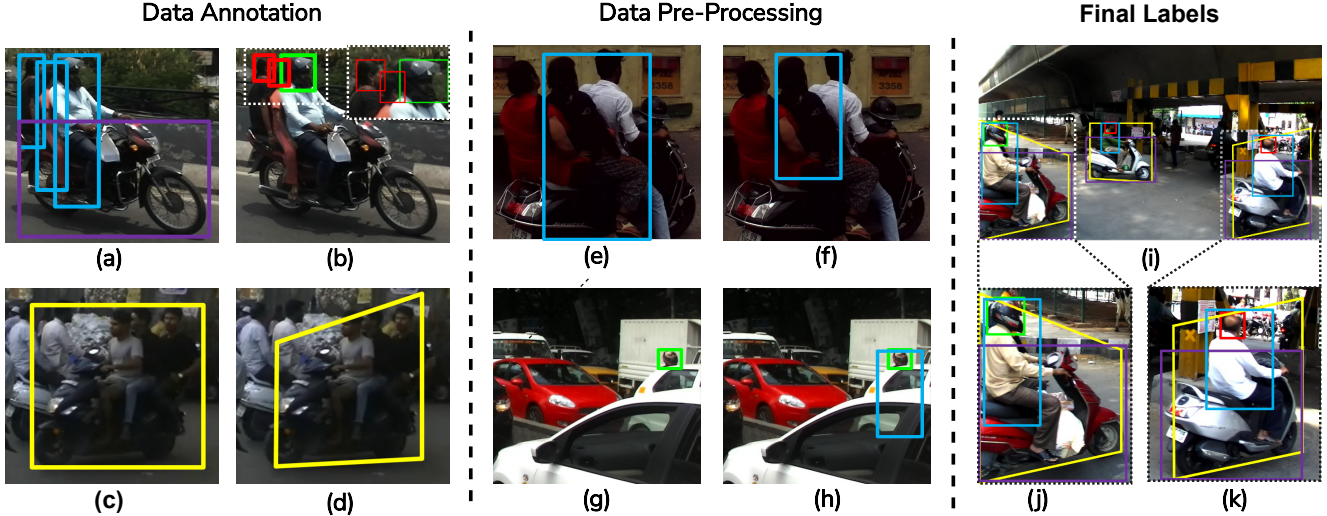 Data Annotation
Data Pre-Processing
Final Labels
3358
(a)
(b)
(e)
(f)
(i)
(c)
(d)
(g)
(h)
(j)
(k)